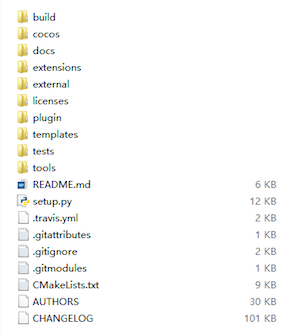 build
cocos
docs
extensions
external
licenses
plugin
templates
tests
tools
README.md 6 KB
setup.py 12 KB
.travis.yml 2 KB
.gitattributes 1 KB
.gitignore 2 KB
.gitmodules 1 KB
CMakeLists.txt 9 KB
AUTHORS 30 KB
CHANGELOG 101 KB